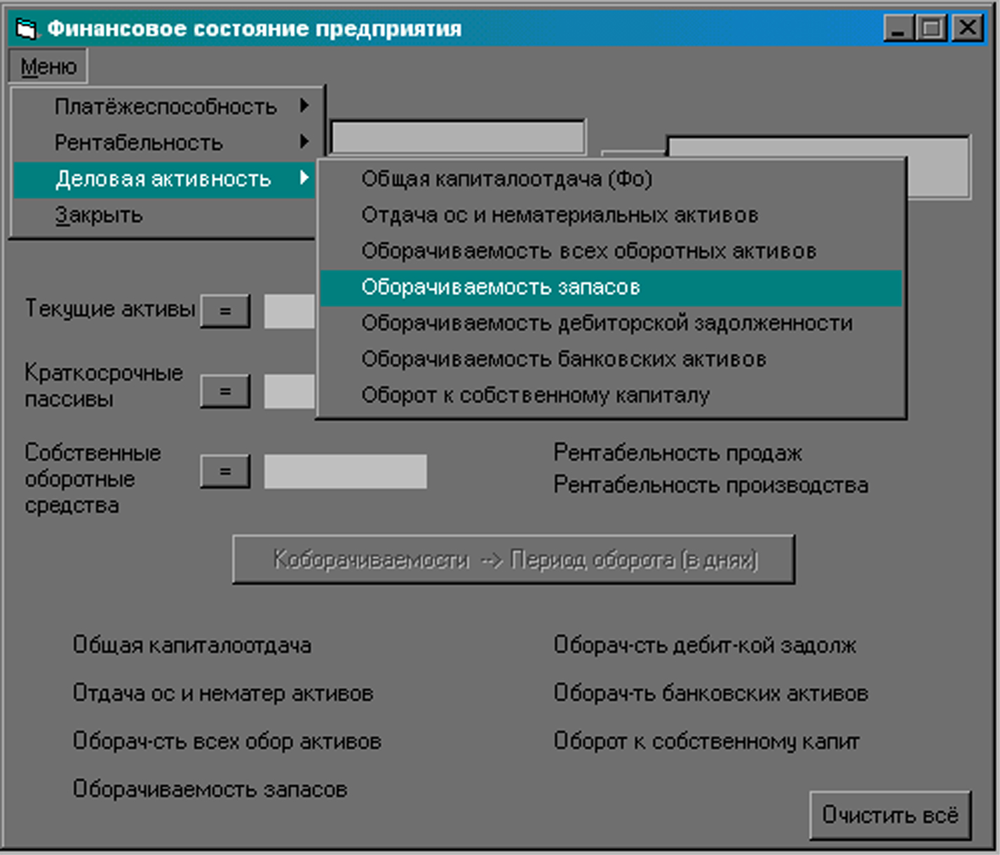 Финансовое состояние предприятия
Меню
Платёжеспособность
Рентабельность
Деловая активность
Закрыть
Общая капиталоотдача (Фо)
Отдача ос и нематериальных активов
Оборачиваемость всех оборотных активов
Оборачиваемость запасов
Оборачиваемость дебиторской задолженности
Оборачиваемость банковских активов
Оборот к собственному капиталу
Текущие активы =
Краткосрочные
пассивы =
Собственные
оборотные =
средства
Рентабельность продаж
Рентабельность производства
Коборачиваемости --> Период оборота (в днях)
Общая капиталоотдача
Отдача ос и нематер активов
Оборач-сть всех обор активов
Оборачиваемость запасов
Оборач-сть дебит-кой задолж
Оборач-ть банковских активов
Оборот к собственному капит
Очистить всё